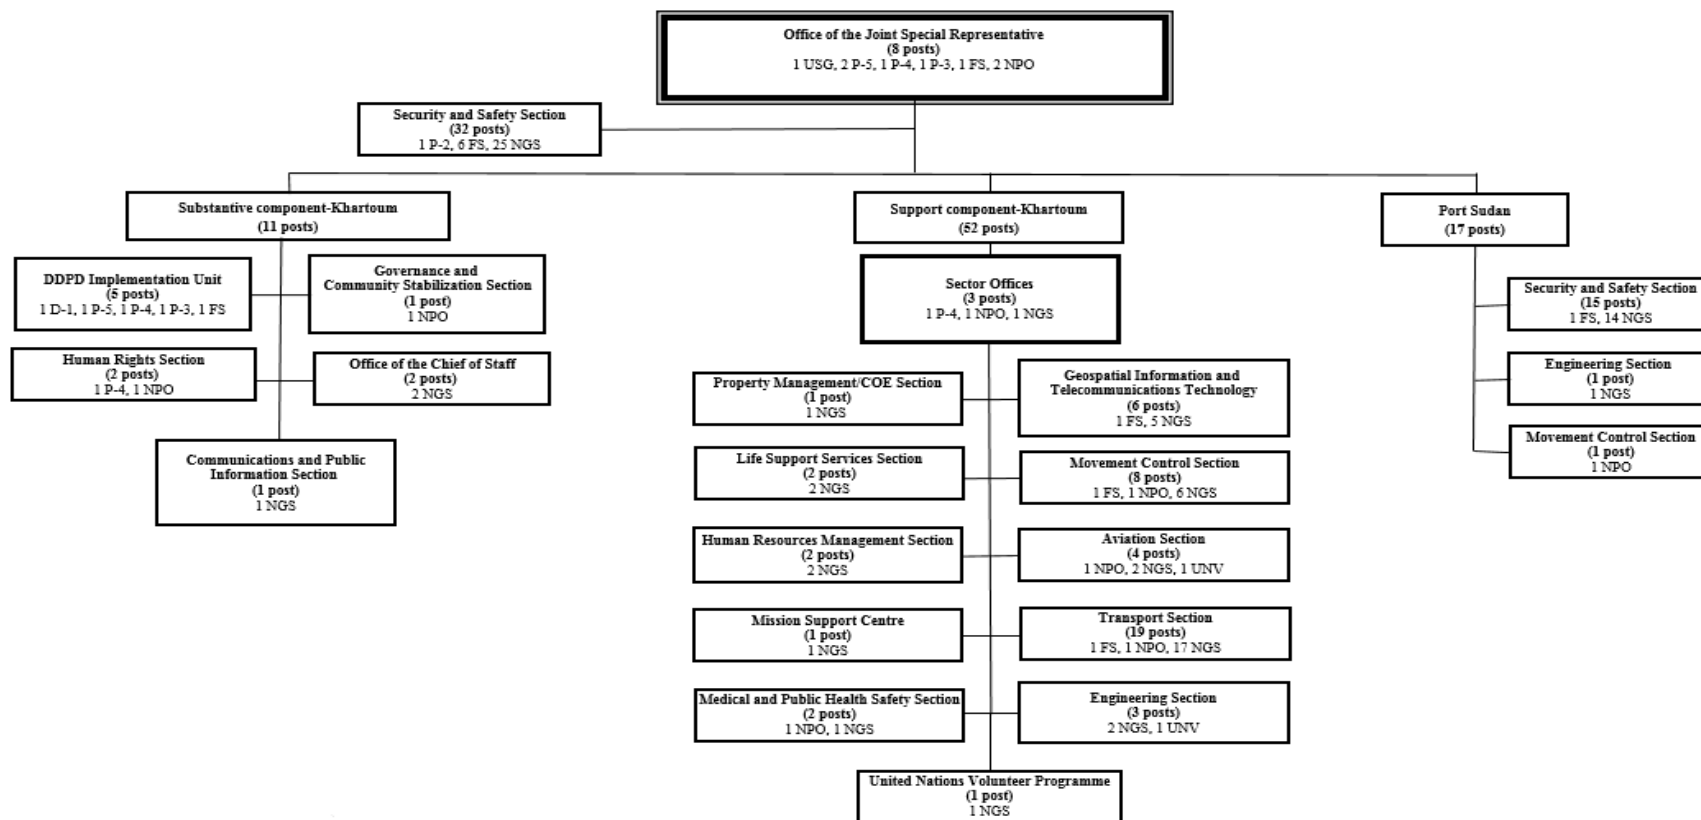 Office of the Joint Special Representative
(8 posts)
1 USG, 2 P-5, 1 P-4, 1 P-3, 1 FS, 2 NPO
Security and Safety Section
(32 posts)
1 P-2, 6 FS, 25 NGS
Substantive component-Khartoum
(11 posts)
DDPD Implementation Unit
(5 posts)
1 D-1, 1 P-5, 1 P-4, 1 P-3, 1 FS
Governance and
Community Stabilization Section
(1 post)
1 NPO
Human Rights Section
(2 posts)
1 P-4, 1 NPO
Office of the Chief of Staff
(2 posts)
2 NGS
Communications and Public
Information Section
(1 post)
1 NGS
Support component-Khartoum
(52 posts)
Sector Offices
(3 posts)
1 P-4, 1 NPO, 1 NGS
Property Management/COE Section
(1 post)
1 NGS
Geospatial Information and
Telecommunications Technology
(6 posts)
1 FS, 5 NGS
Life Support Services Section
(2 posts)
2 NGS
Movement Control Section
(8 posts)
1 FS, 1 NPO, 6 NGS
Human Resources Management Section
(2 posts)
2 NGS
Aviation Section
(4 posts)
1 NPO, 2 NGS, 1 UNV
Mission Support Centre
(1 post)
1 NGS
Transport Section
(19 posts)
1 FS, 1 NPO, 17 NGS
Medical and Public Health Safety Section
(2 posts)
1 NPO, 1 NGS
Engineering Section
(3 posts)
2 NGS, 1 UNV
United Nations Volunteer Programme
(1 post)
1 NGS
Port Sudan
(17 posts)
Security and Safety Section
(15 posts)
1 FS, 14 NGS
Engineering Section
(1 post)
1 NGS
Movement Control Section
(1 post)
1 NPO